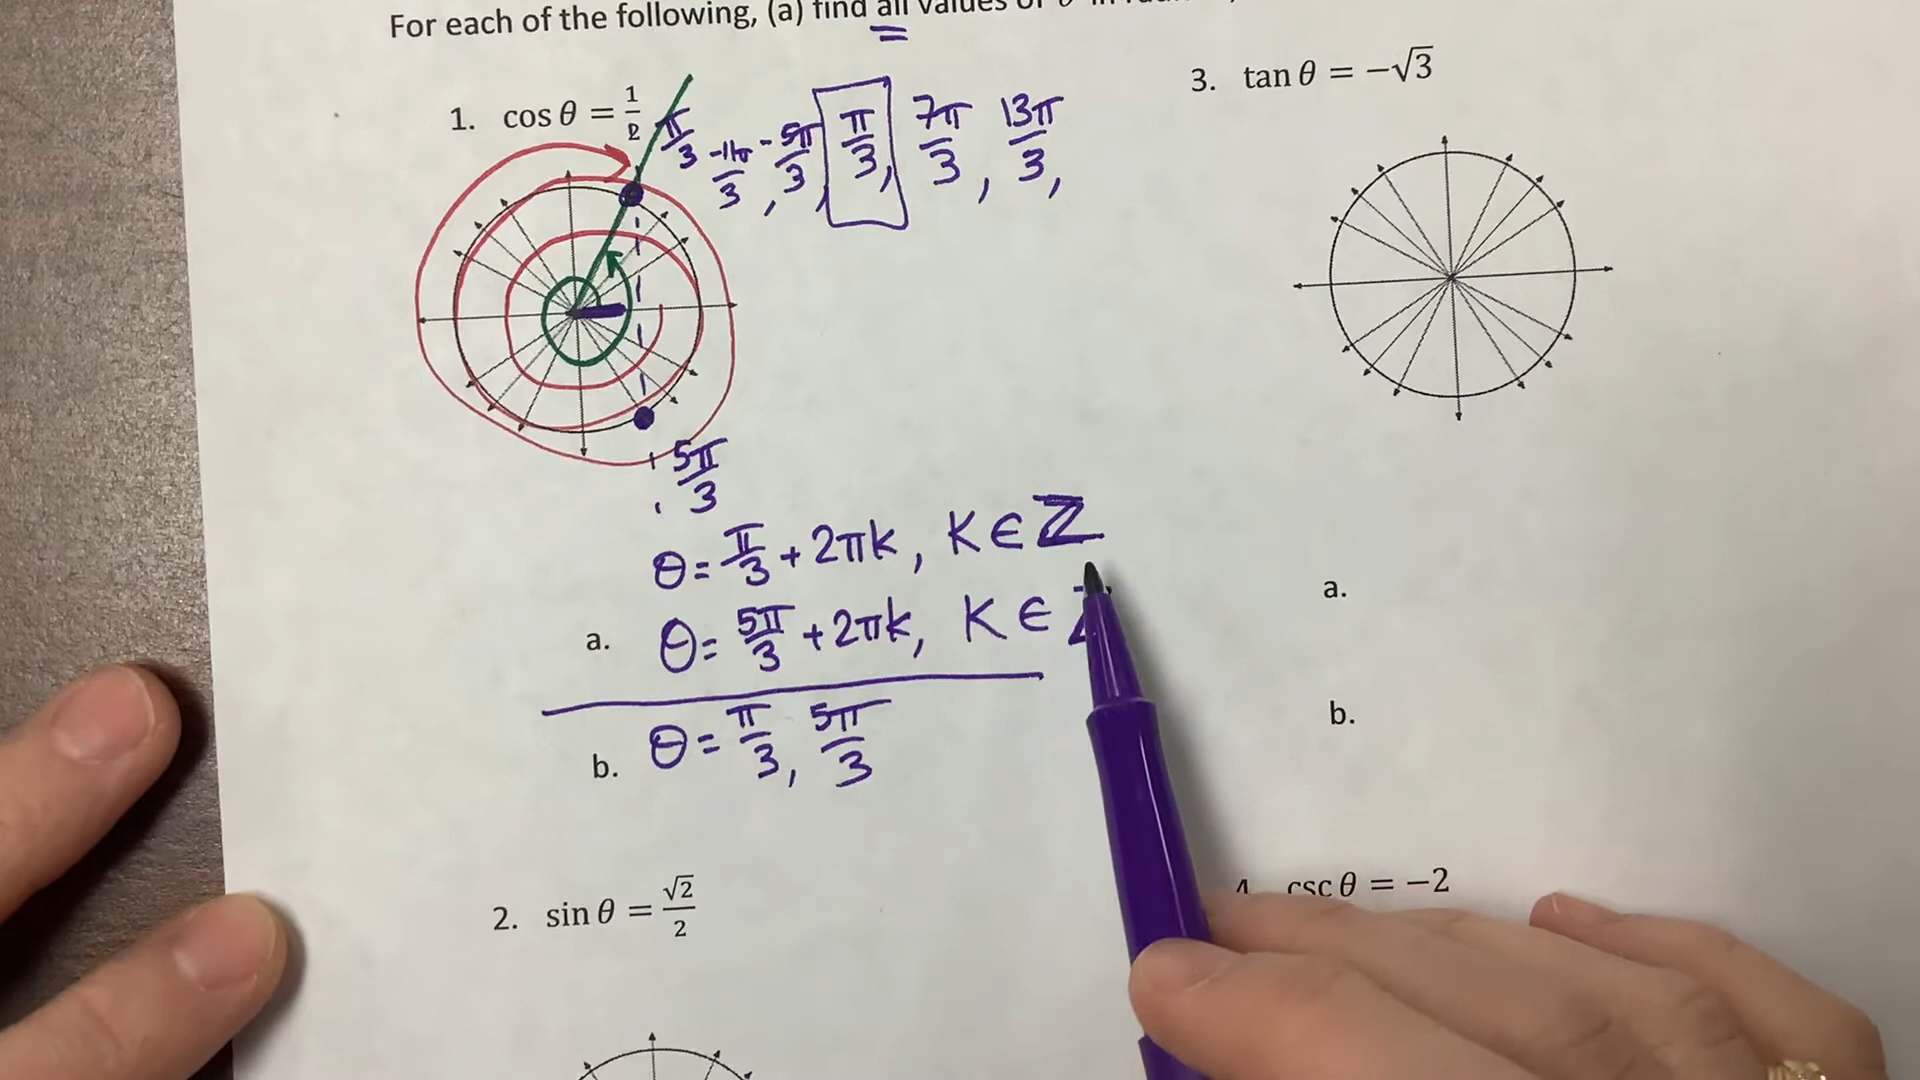 For each of the following, (a) find all values of θ in
1. cos θ = 1/2
π/3
-11π/3, -5π/3, π/3, 7π/3, 13π/3,
5π/3
θ = π/3 + 2πk, K ∈ ℤ
a. θ = 5π/3 + 2πk, K ∈
b. θ = π/3, 5π/3
2. sin θ = √2/2
3. tan θ = −√3
a.
b.
4. csc θ = −2